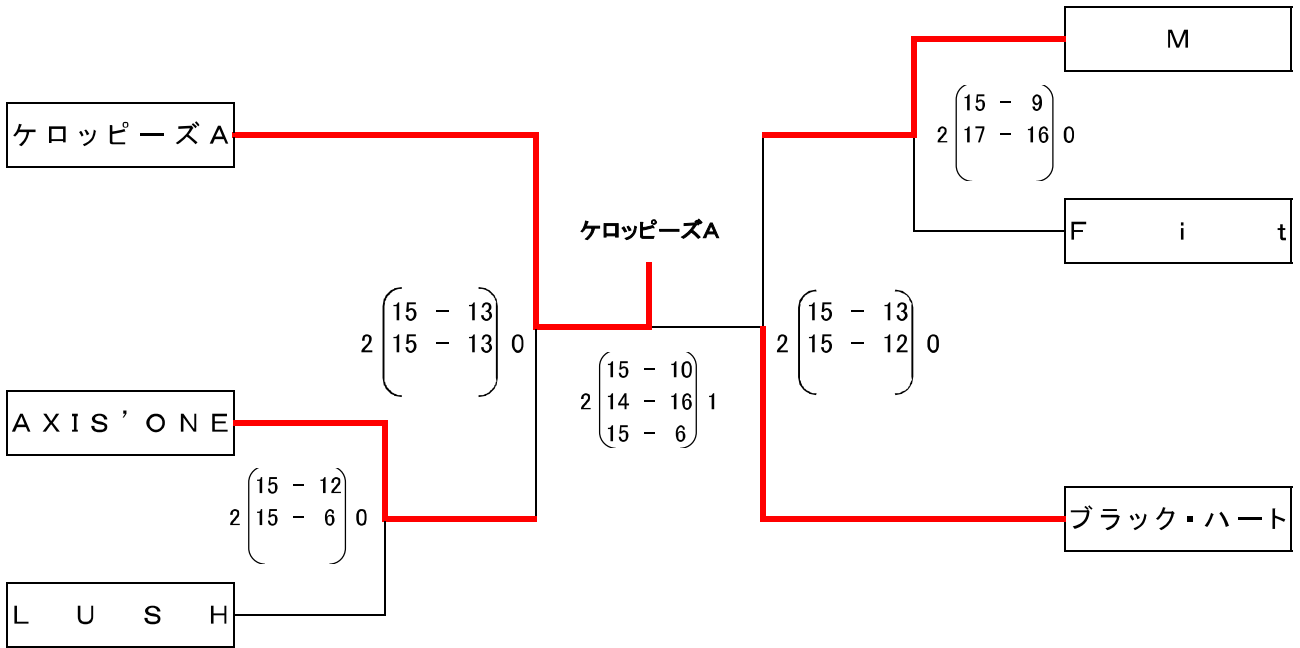 M
15 - 9
2 17 - 16 0
ケロッピーズA
Fit
ケロッピーズA
15 - 13
2 15 - 13 0
15 - 13
2 15 - 12 0
15 - 10
2 14 - 16 1
15 - 6
AXIS'ONE
15 - 12
2 15 - 6 0
ブラック・ハート
LUSH